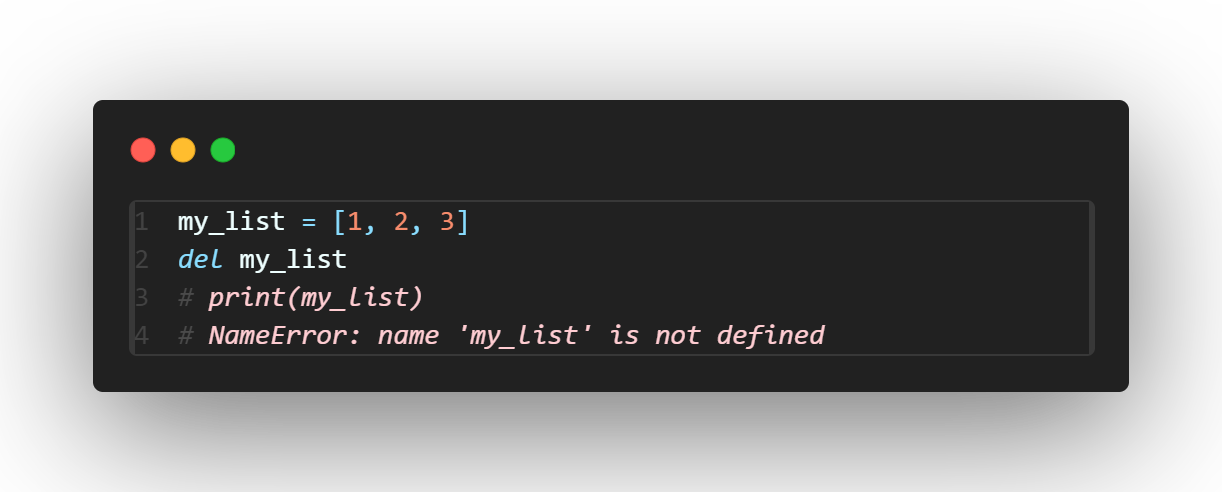 1 my_list = [1, 2, 3]
2 del my_list
3 # print(my_list)
4 # NameError: name 'my_list' is not defined